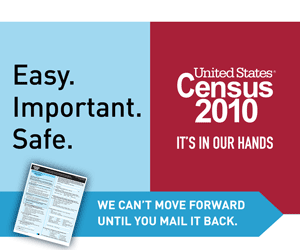 Easy.
Important.
Safe.
United States®
Census
2010
IT'S IN OUR HANDS
WE CAN'T MOVE FORWARD
UNTIL YOU MAIL IT BACK.